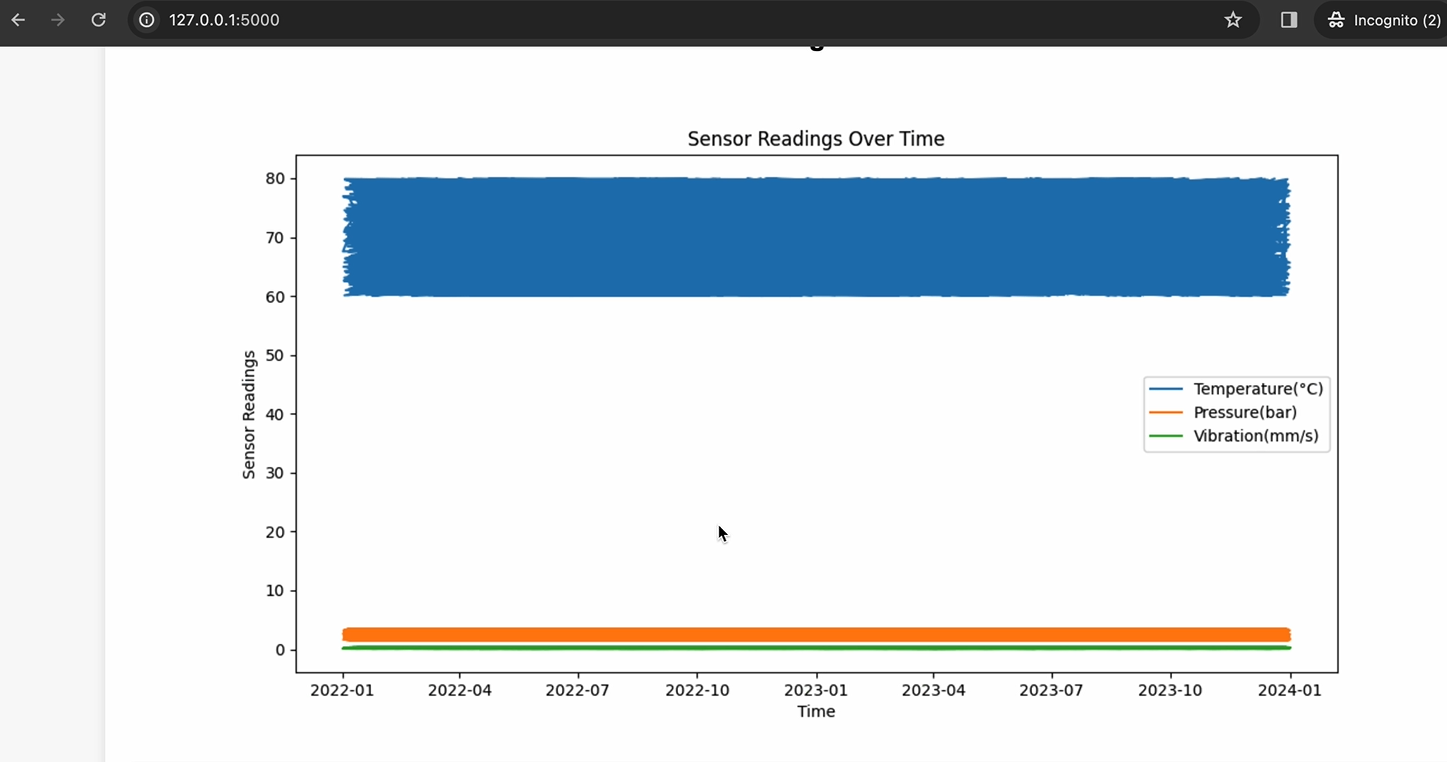 127.0.0.1:5000
Incognito (2)
Sensor Readings Over Time
80
70
60
50
40
30
20
10
0
Sensor Readings
Temperature(°C)
Pressure(bar)
Vibration(mm/s)
2022-01 2022-04 2022-07 2022-10 2023-01 2023-04 2023-07 2023-10 2024-01
Time